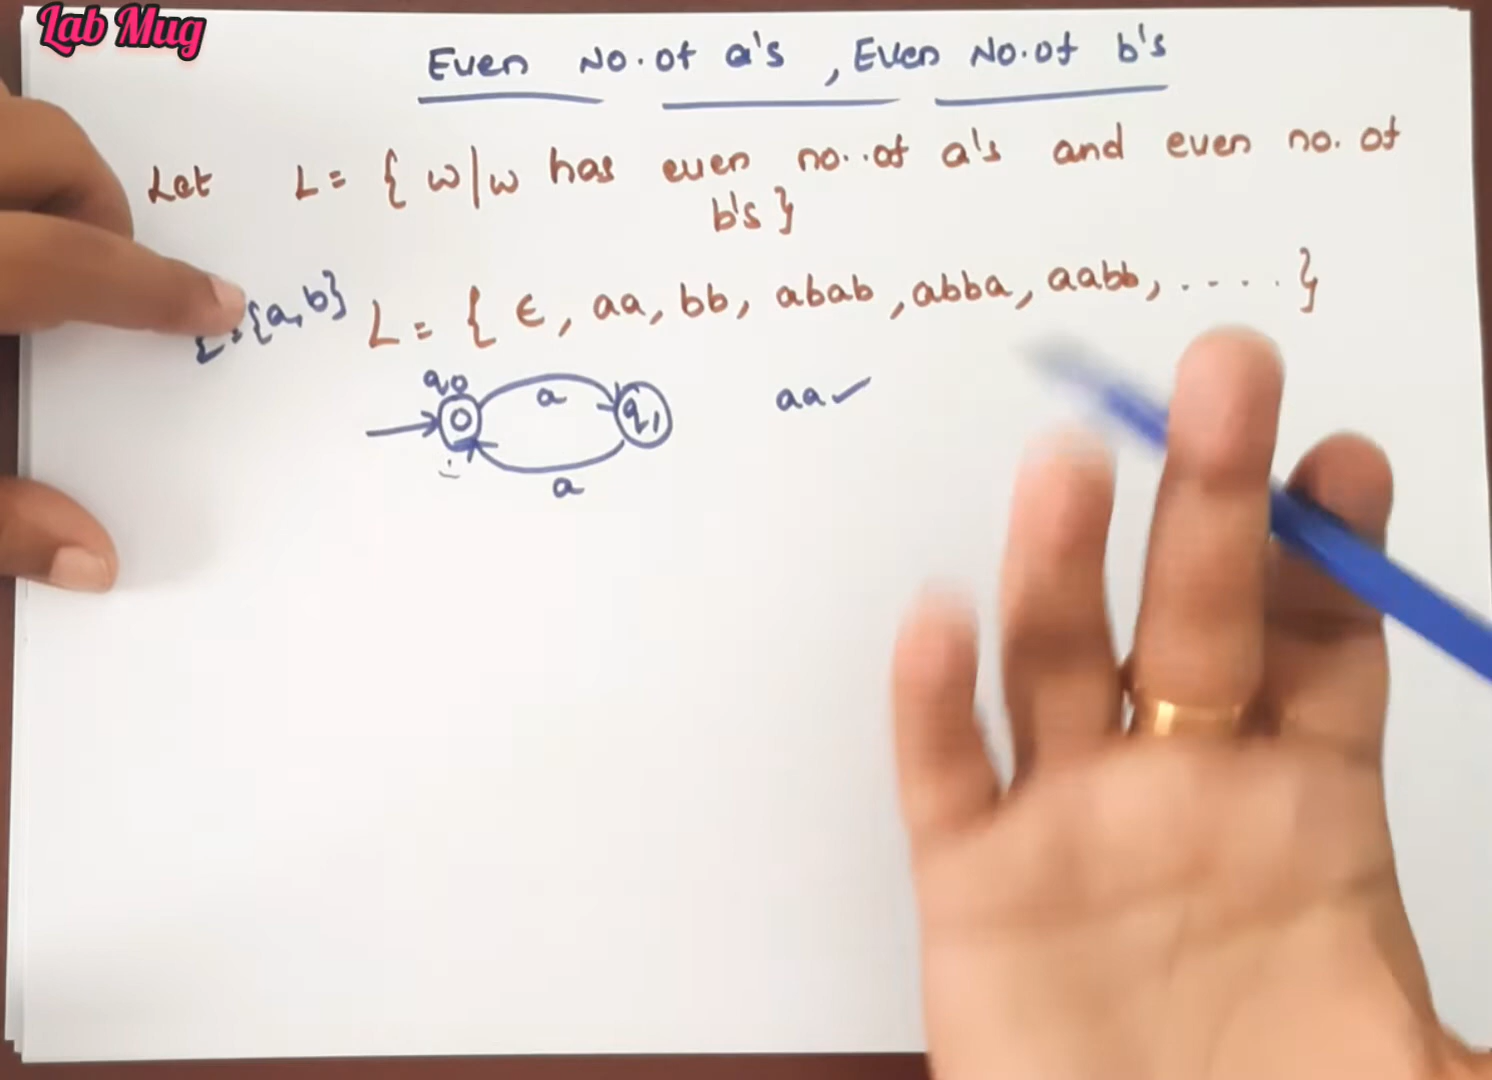 Lab Mug
Even No. of a's, Even No. of b's
Let L = { w/w has even no. of a's and even no. of
b's }
Σ = {a, b} L = { ϵ, aa, bb, abab, abba, aabb, ..... }
q0
a
q1
aa ✓
a